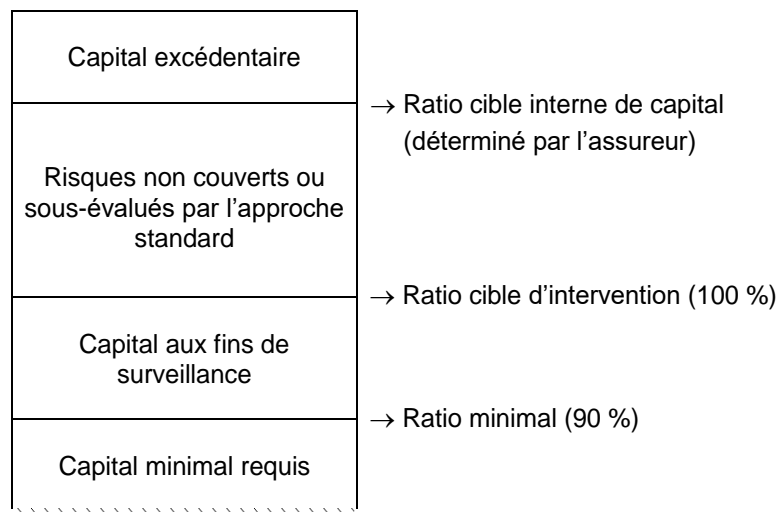 Capital excédentaire
→ Ratio cible interne de capital
(déterminé par l’assureur)
Risques non couverts ou
sous-évalués par l’approche
standard
→ Ratio cible d’intervention (100 %)
Capital aux fins de
surveillance
→ Ratio minimal (90 %)
Capital minimal requis